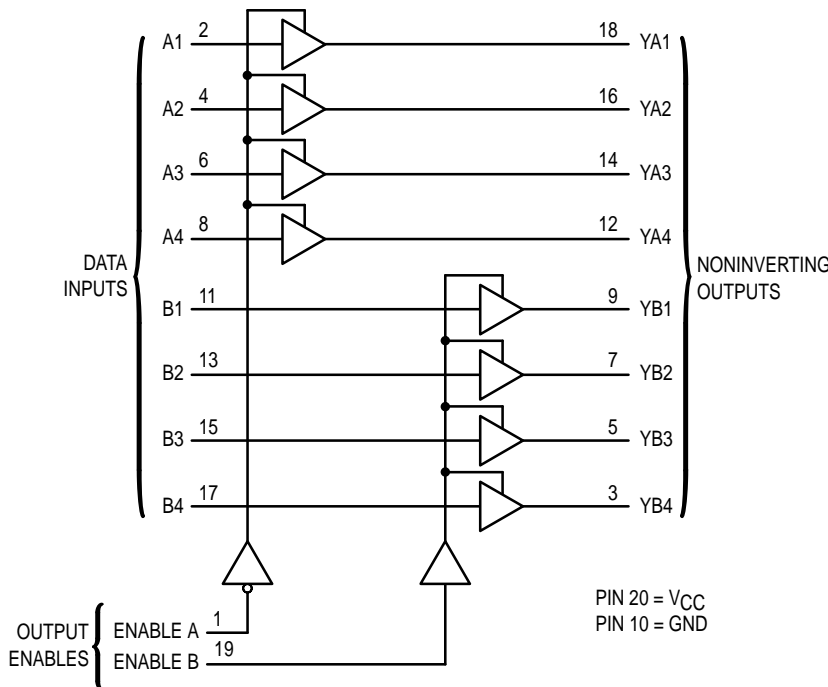 A1 2 18 YA1
A2 4 16 YA2
A3 6 14 YA3
A4 8 12 YA4
DATA
INPUTS
NONINVERTING
OUTPUTS
B1 11 9 YB1
B2 13 7 YB2
B3 15 5 YB3
B4 17 3 YB4
OUTPUT
ENABLES
ENABLE A 1
ENABLE B 19
PIN 20 = VCC
PIN 10 = GND